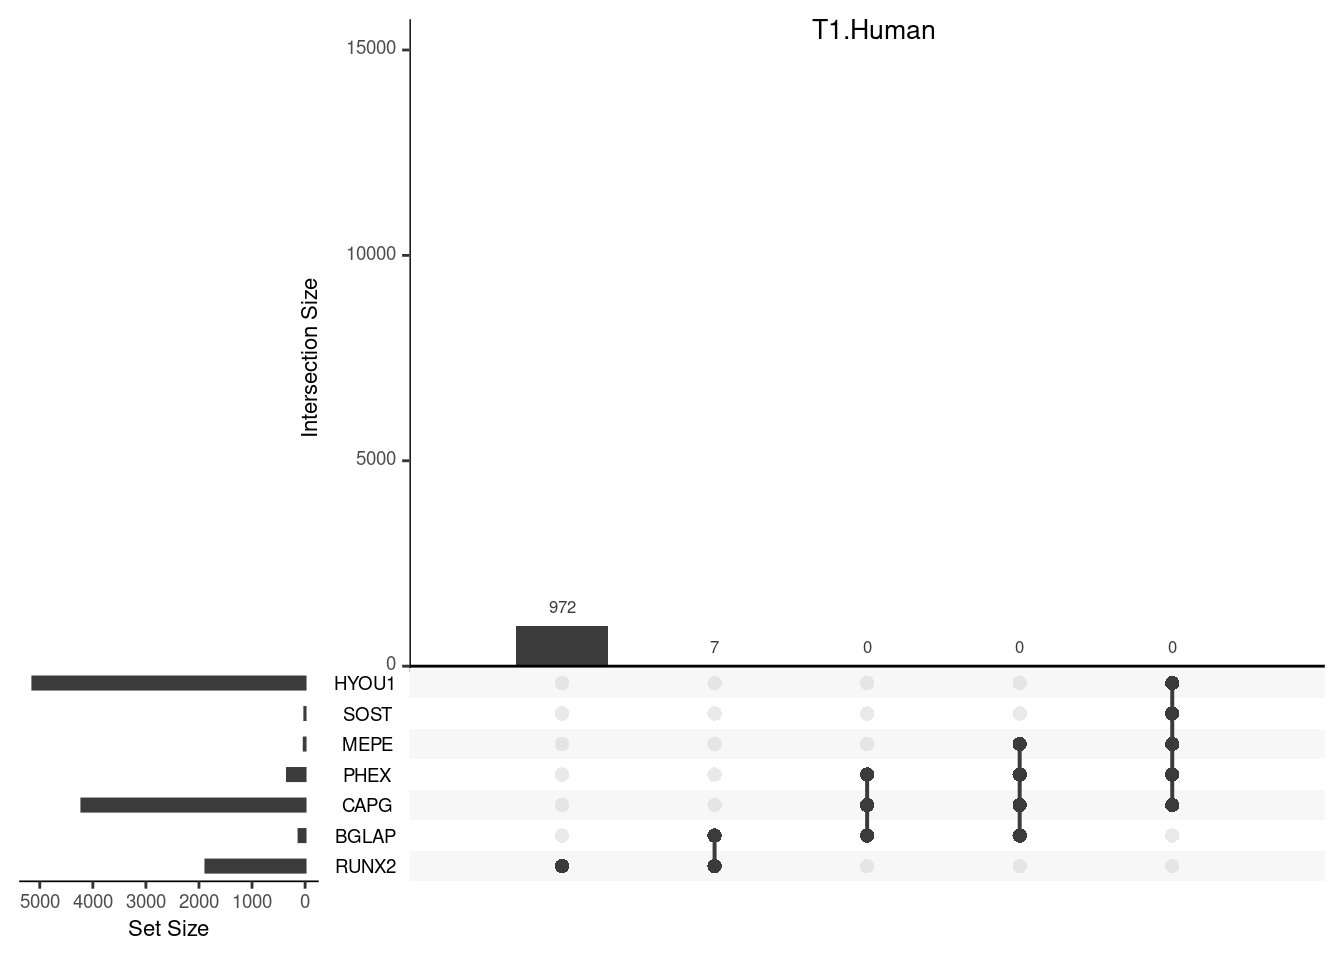 T1.Human
15000
10000
5000
0
Intersection Size
972
7
0
0
0
HYOU1
SOST
MEPE
PHEX
CAPG
BGLAP
RUNX2
5000 4000 3000 2000 1000 0
Set Size